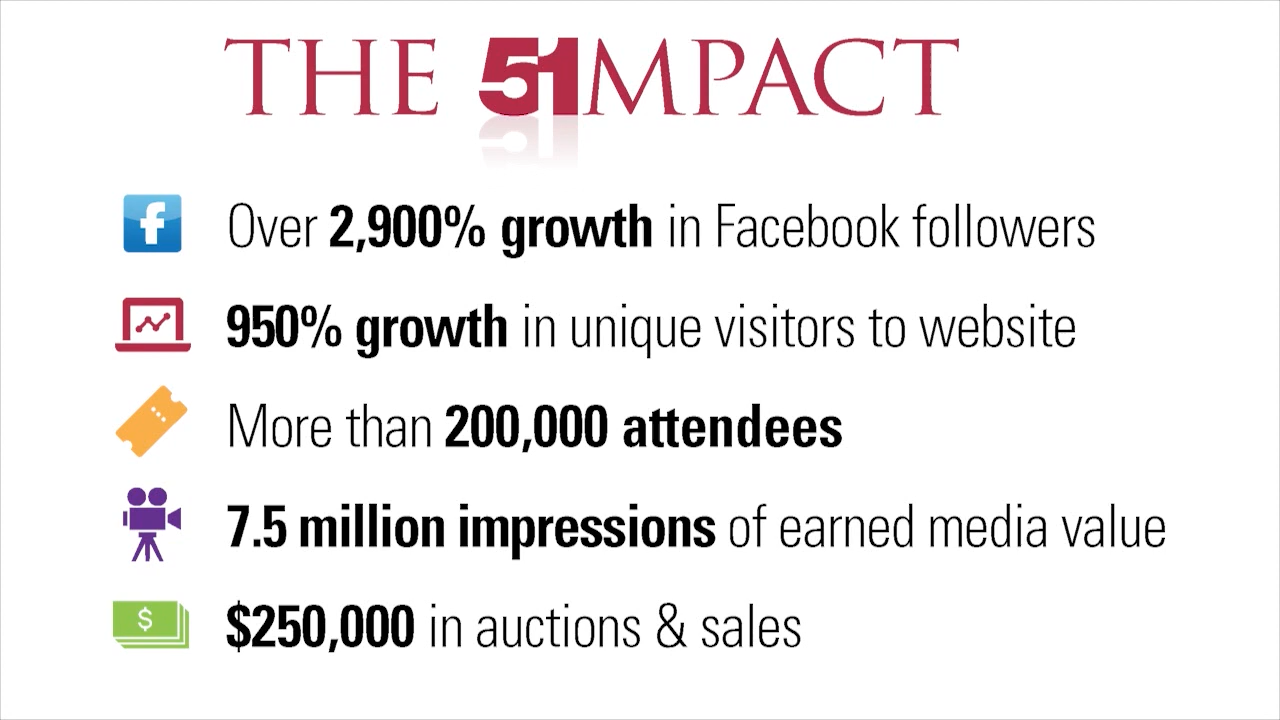 THE 51MPACT
Over 2,900% growth in Facebook followers
950% growth in unique visitors to website
More than 200,000 attendees
7.5 million impressions of earned media value
$250,000 in auctions & sales